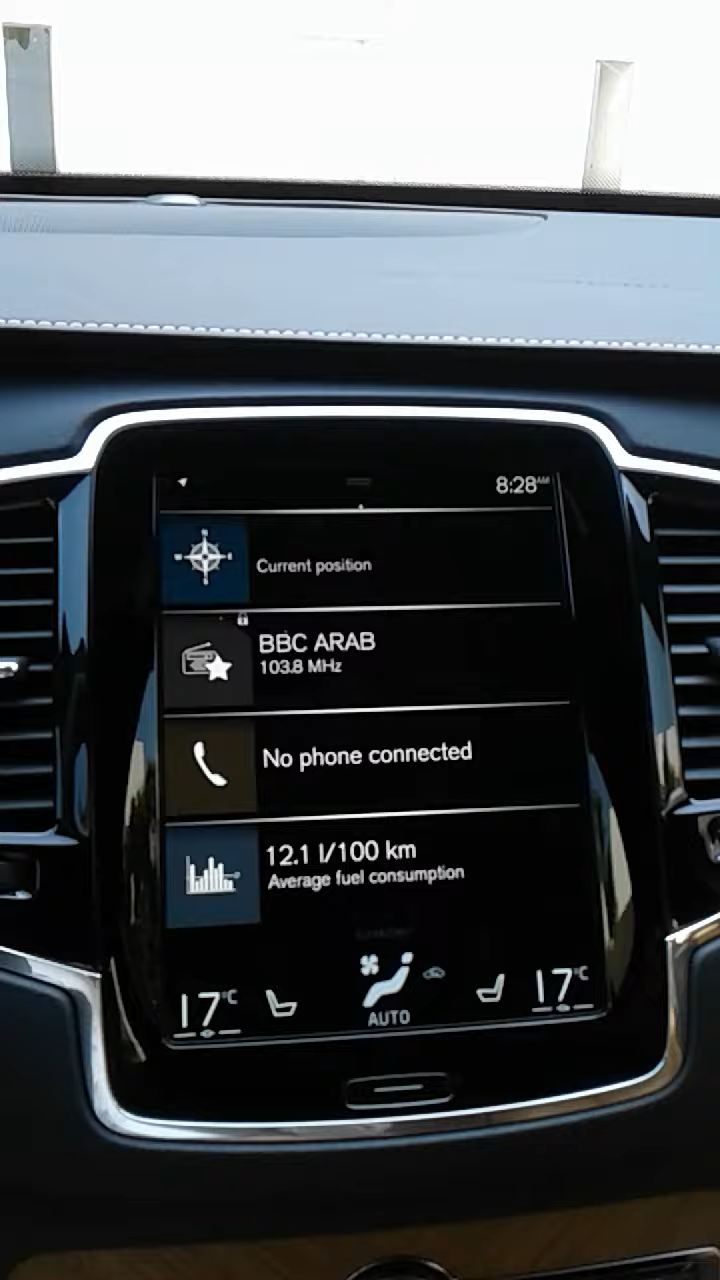 8:28AM
Current position
BBC ARAB
103.8 MHz
No phone connected
12.1 l/100 km
Average fuel consumption
17°C
17°C
AUTO